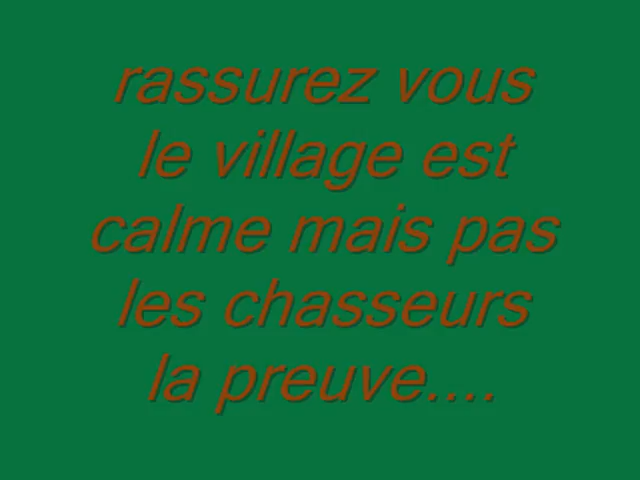 rassurez vous
le village est
calme mais pas
les chasseurs
la preuve....